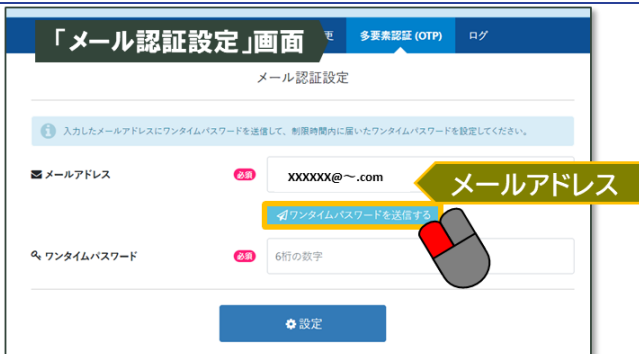 「メール認証設定」画面
更 多要素認証 (OTP) ログ
メール認証設定
入力したメールアドレスにワンタイムパスワードを送信して、制限時間内に届いたワンタイムパスワードを設定してください。
メールアドレス 必須 XXXXXX@〜.com メールアドレス
ワンタイムパスワードを送信する
ワンタイムパスワード 必須 6桁の数字
設定